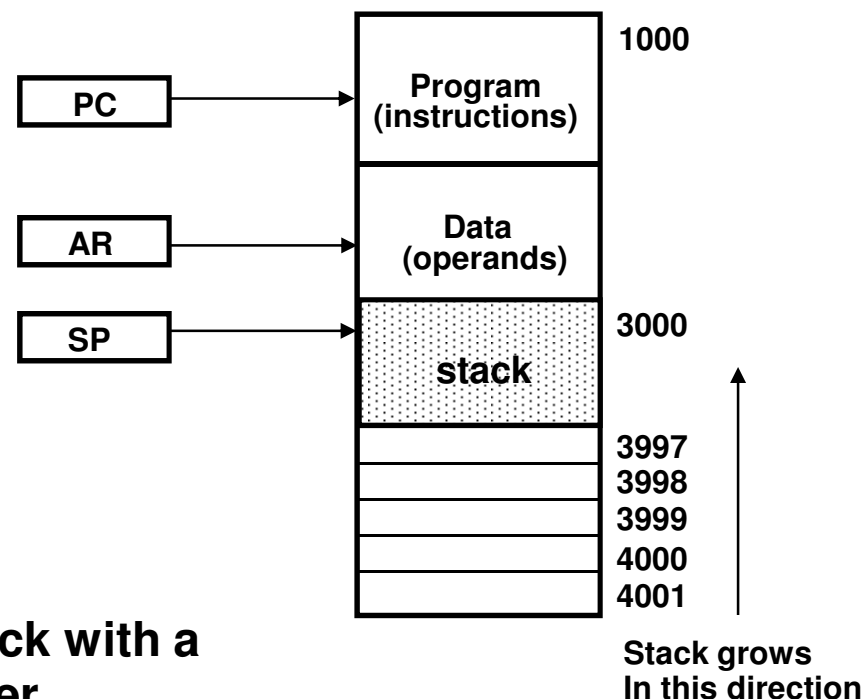 1000
Program
(instructions)
PC
Data
(operands)
AR
3000
SP
stack
3997
3998
3999
4000
4001
with a
Stack grows
In this direction